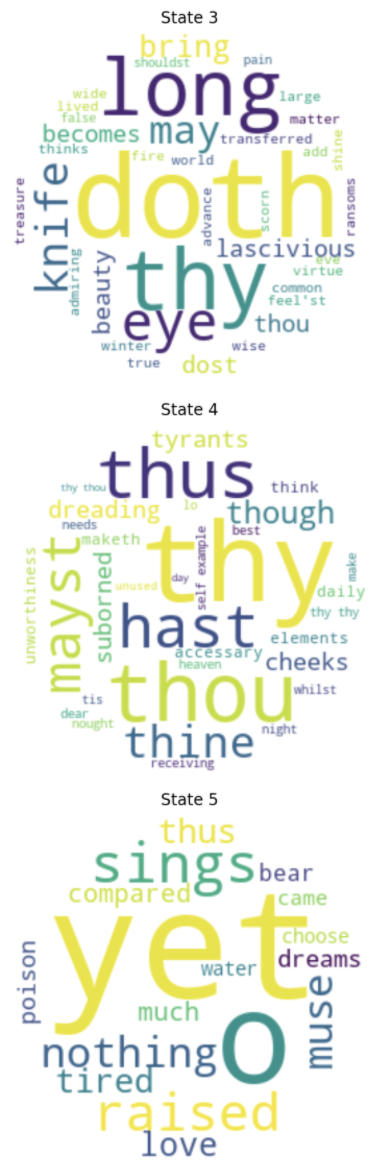 State 3
bring
shouldst
pain
long
wide
large
lived
false
matter
becomes
may
transferred
thinks
fire
world
add
shine
doth
treasure
knife
advance
scorn
ransoms
lascivious
admiring
beauty
thy
eve
virtue
common
feel'st
eye
thou
winter
wise
true
dost
State 4
tyrants
thus
thy thou
think
dreading
lo
though
needs
best
maketh
thy
unworthiness
mayst
suborned
self example
day
make
unused
daily
hast
thy thy
elements
accessary
cheeks
heaven
thou
whilst
tis
dear
nought
night
thine
receiving
State 5
thus
sings
bear
compared
came
yet
choose
dreams
water
poison
much
muse
nothing
o
tired
raised
love